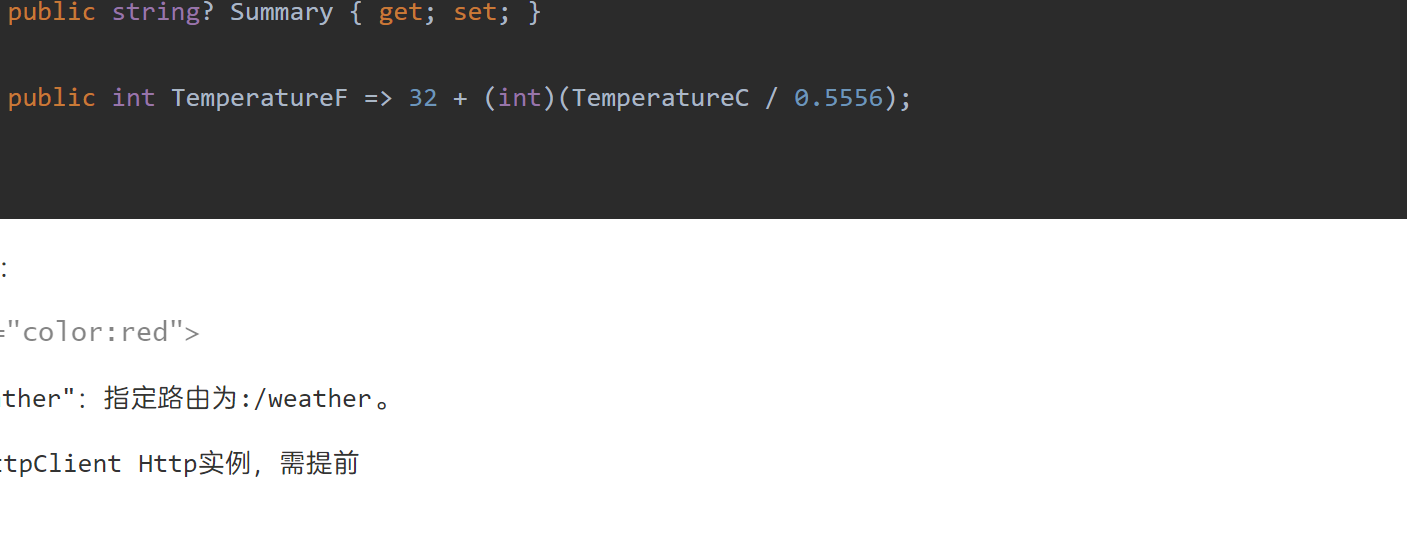 public string? Summary { get; set; }
public int TemperatureF => 32 + (int)(TemperatureC / 0.5556);
：
="color:red">
ther"：指定路由为:/weather。
tpClient Http实例，需提前